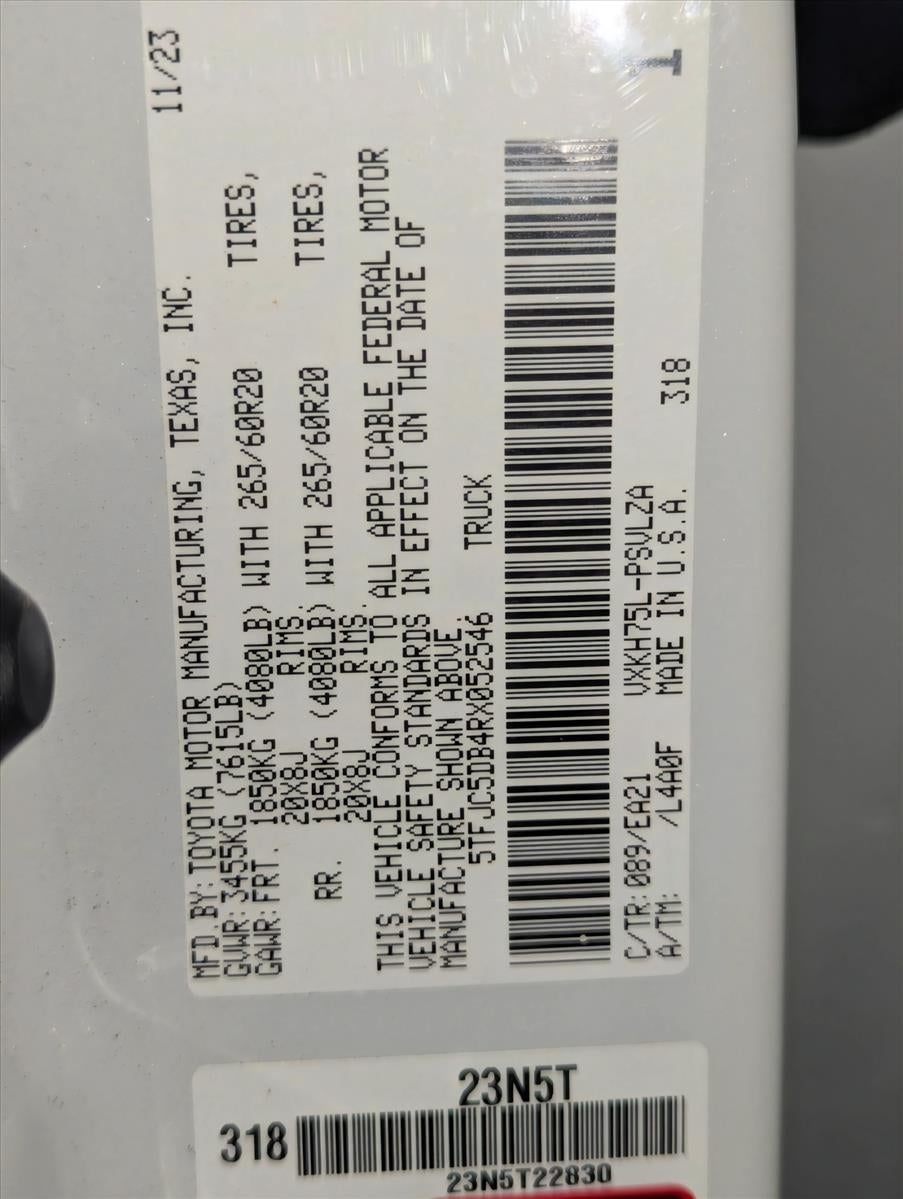 MFD.BY:TOYOTA MOTOR MANUFACTURING, TEXAS, INC. 11/23
GVWR:3455KG (7615LB)
GAWR:FRT. 1850KG (4080LB) WITH 265/60R20 TIRES,
20X8J RIMS,
RR. 1850KG (4080LB) WITH 265/60R20 TIRES,
20X8J RIMS.
THIS VEHICLE CONFORMS TO ALL APPLICABLE FEDERAL MOTOR
VEHICLE SAFETY STANDARDS IN EFFECT ON THE DATE OF
MANUFACTURE SHOWN ABOVE.
5TFJC5DB4RX052546 TRUCK
C/TR:089/EA21 VXKH75L-PSVLZA
A/TM: /L4A0F MADE IN U.S.A. 318 I
23N5T
318
23N5T22830